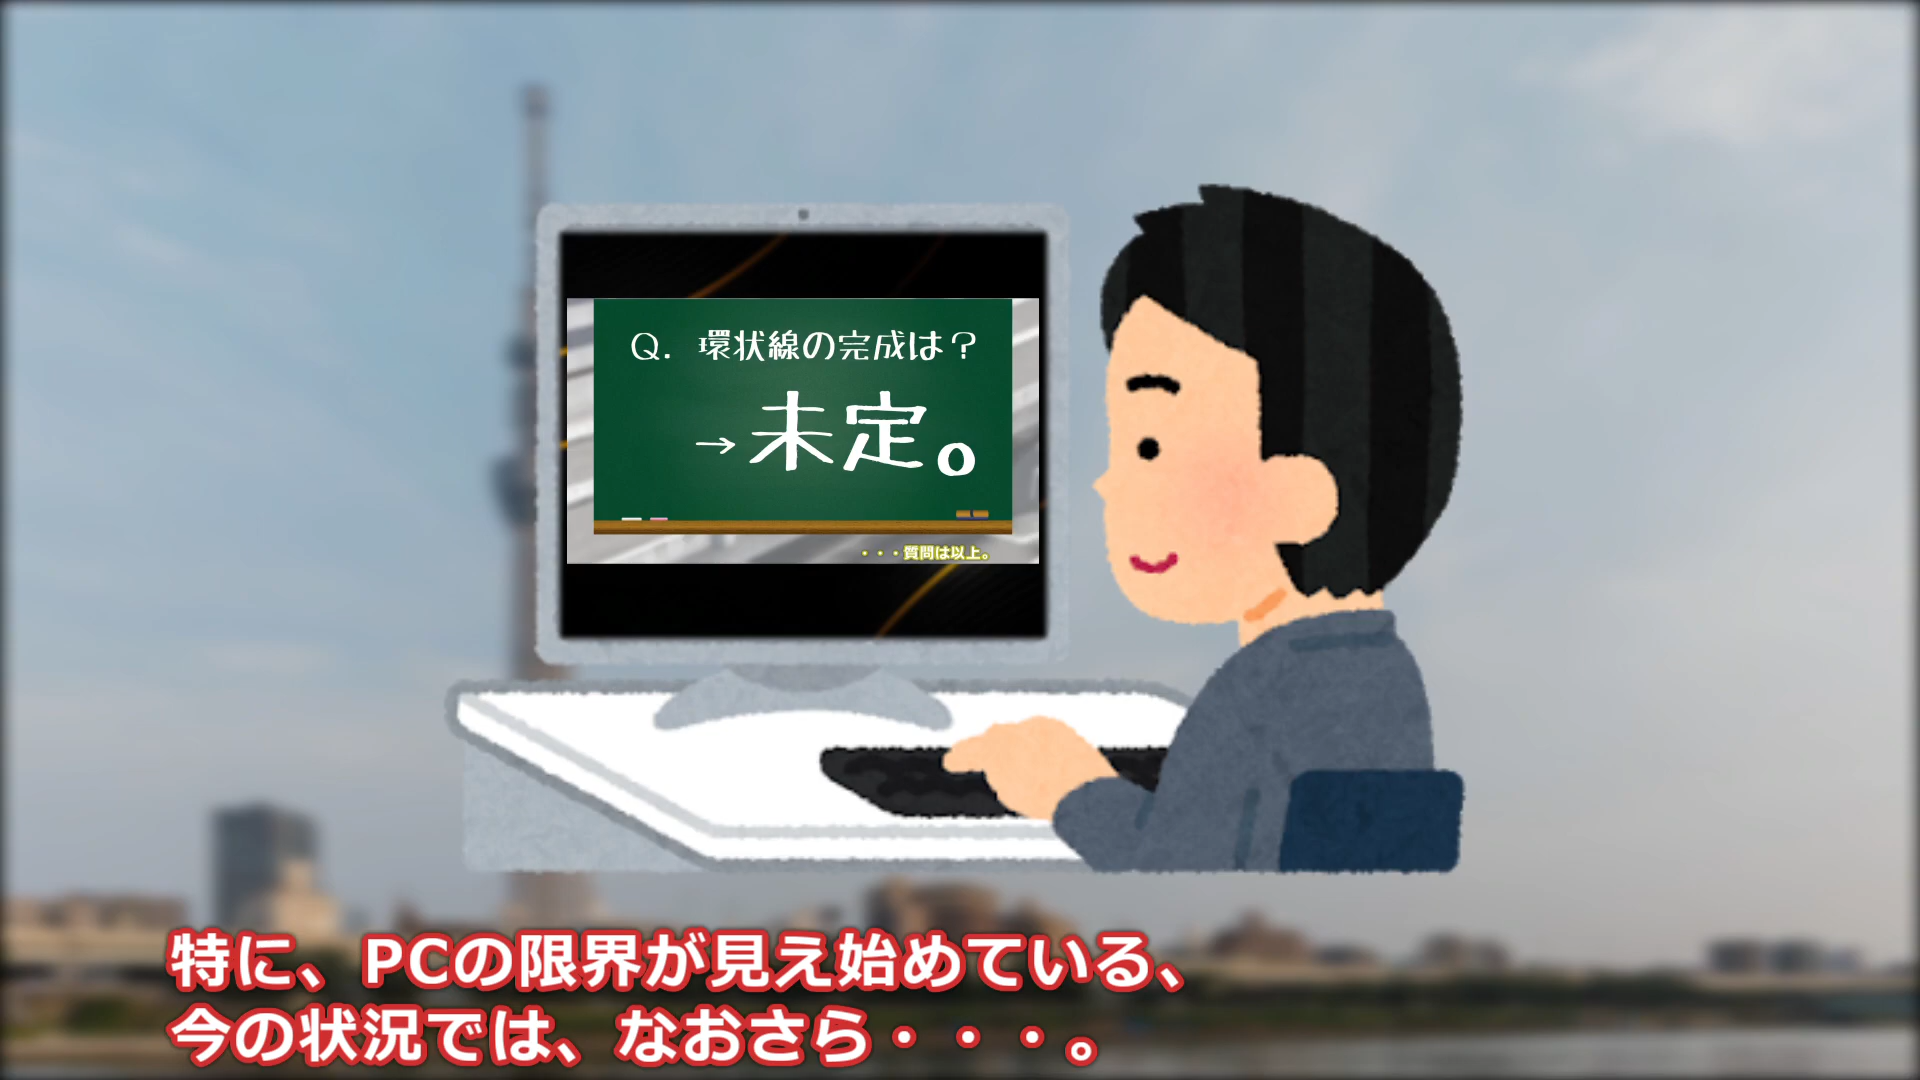 Q. 環状線の完成は？
→未定。
・・・質問は以上。
特に、PCの限界が見え始めている、
今の状況では、なおさら・・・。